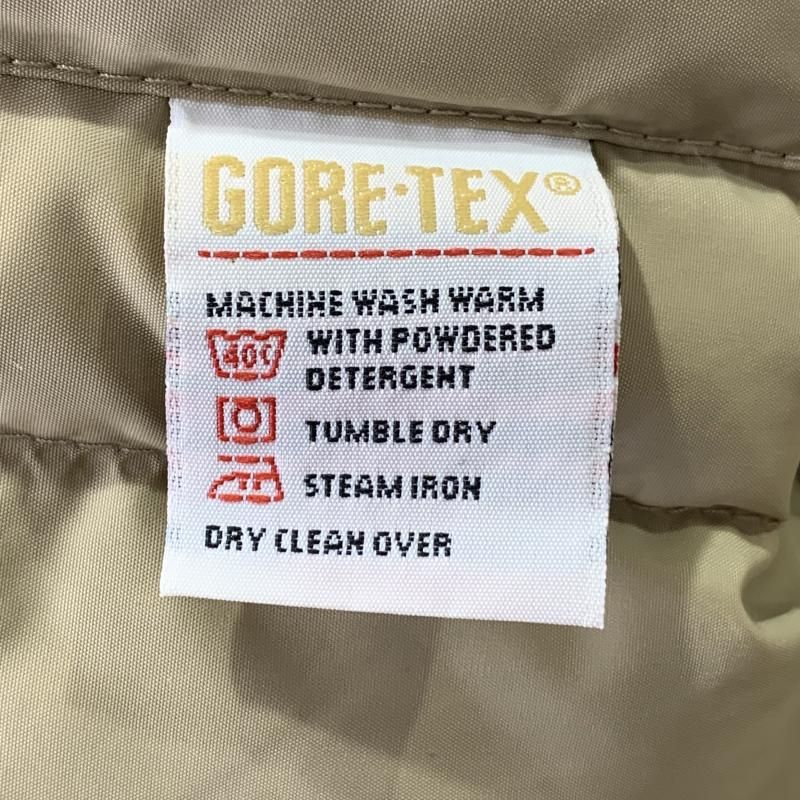 GORE-TEX®
MACHINE WASH WARM
40C WITH POWDERED
DETERGENT
TUMBLE DRY
STEAM IRON
DRY CLEAN OVER